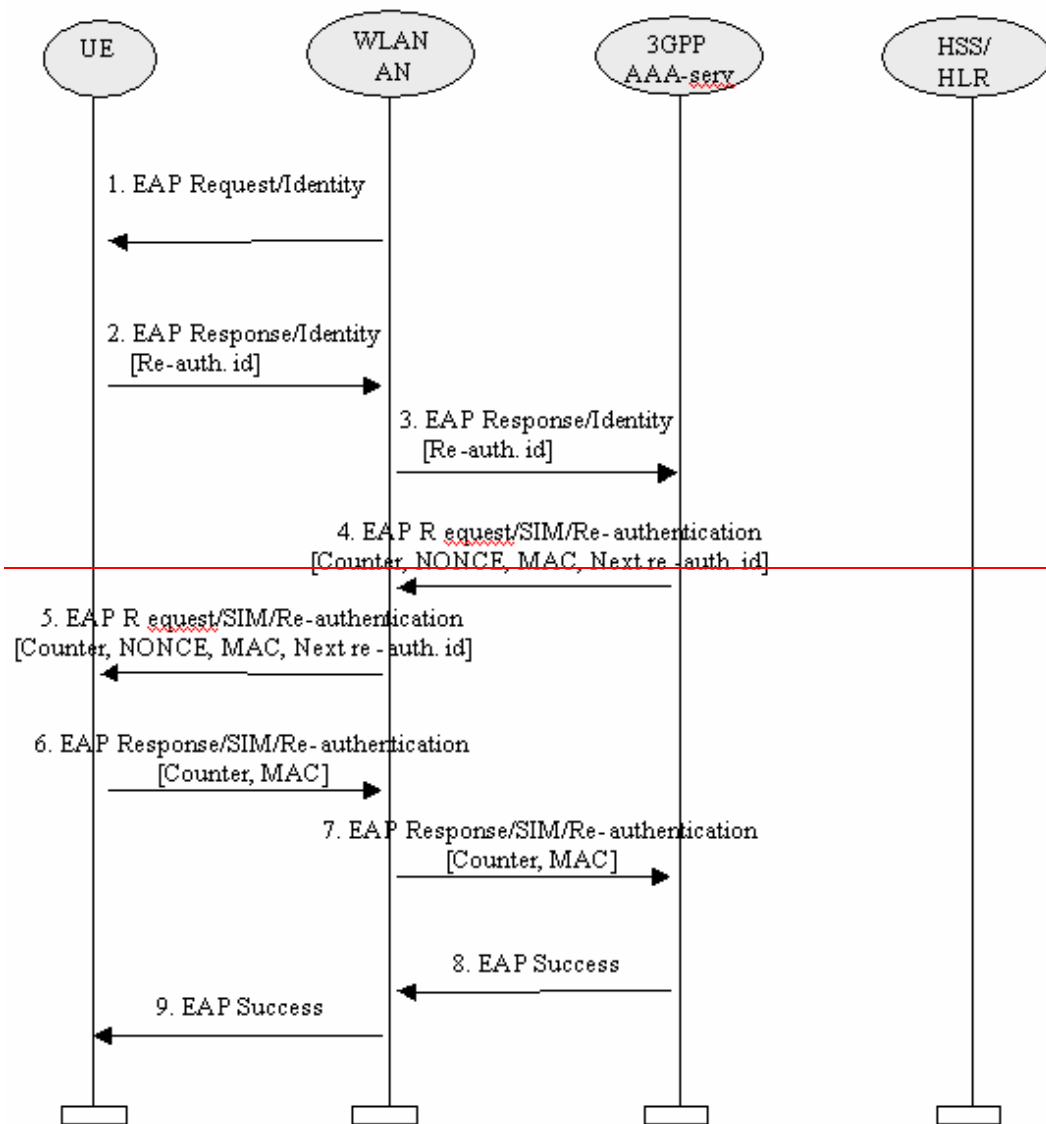 UE
WLAN
AN
3GPP
AAA-serv
HSS/
HLR
1. EAP Request/Identity
2. EAP Response/Identity
[Re-auth. id]
3. EAP Response/Identity
[Re-auth. id]
4. EAP R equest/SIM/Re-authentication
[Counter, NONCE, MAC, Next re-auth. id]
5. EAP R equest/SIM/Re-authentication
[Counter, NONCE, MAC, Next re-auth. id]
6. EAP Response/SIM/Re-authentication
[Counter, MAC]
7. EAP Response/SIM/Re-authentication
[Counter, MAC]
8. EAP Success
9. EAP Success